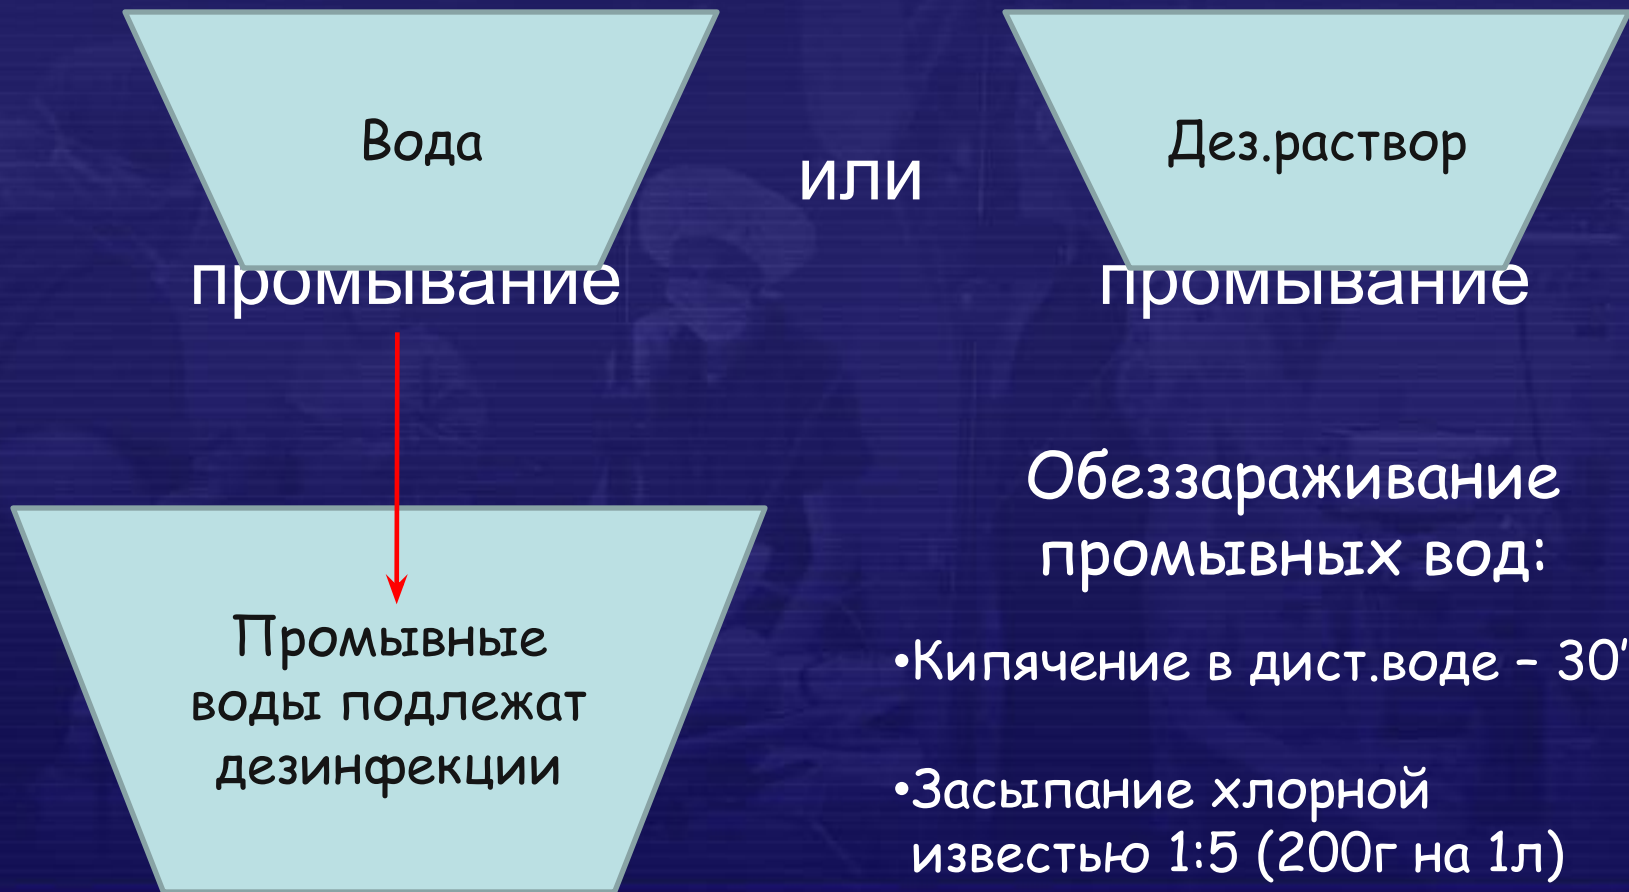 Вода
или
Дез.раствор
промывание
промывание
Промывные
воды подлежат
дезинфекции
Обеззараживание
промывных вод:
•Кипячение в дист.воде – 30'
•Засыпание хлорной
известью 1:5 (200г на 1л)